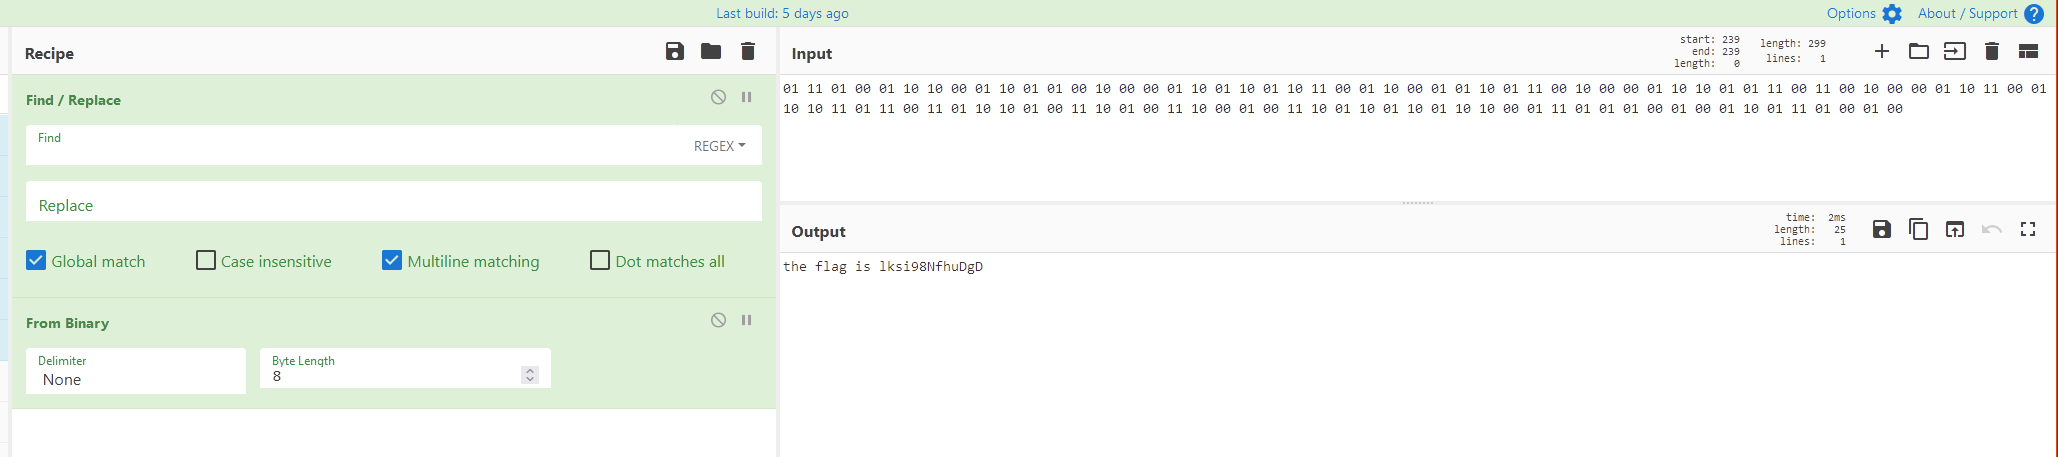 Last build: 5 days ago
Options
About / Support
Recipe
Find / Replace
Find
REGEX
Replace
Global match
Case insensitive
Multiline matching
Dot matches all
From Binary
Delimiter
None
Byte Length
8
Input
start: 239
end: 239
length: 0
length: 299
lines: 1
01 11 01 00 01 10 10 00 01 10 01 01 00 10 00 00 01 10 01 10 01 10 11 00 01 10 00 01 01 10 01 11 00 10 00 00 01 10 10 01 01 11 00 11 00 10 00 00 01 10 11 00 01
10 10 11 01 11 00 11 01 10 10 01 00 11 10 01 00 11 10 00 01 00 11 10 01 10 01 10 01 10 10 00 01 11 01 01 01 00 01 00 01 10 01 11 01 00 01 00
Output
time: 2ms
length: 25
lines: 1
the flag is lksi98NfhuDgD